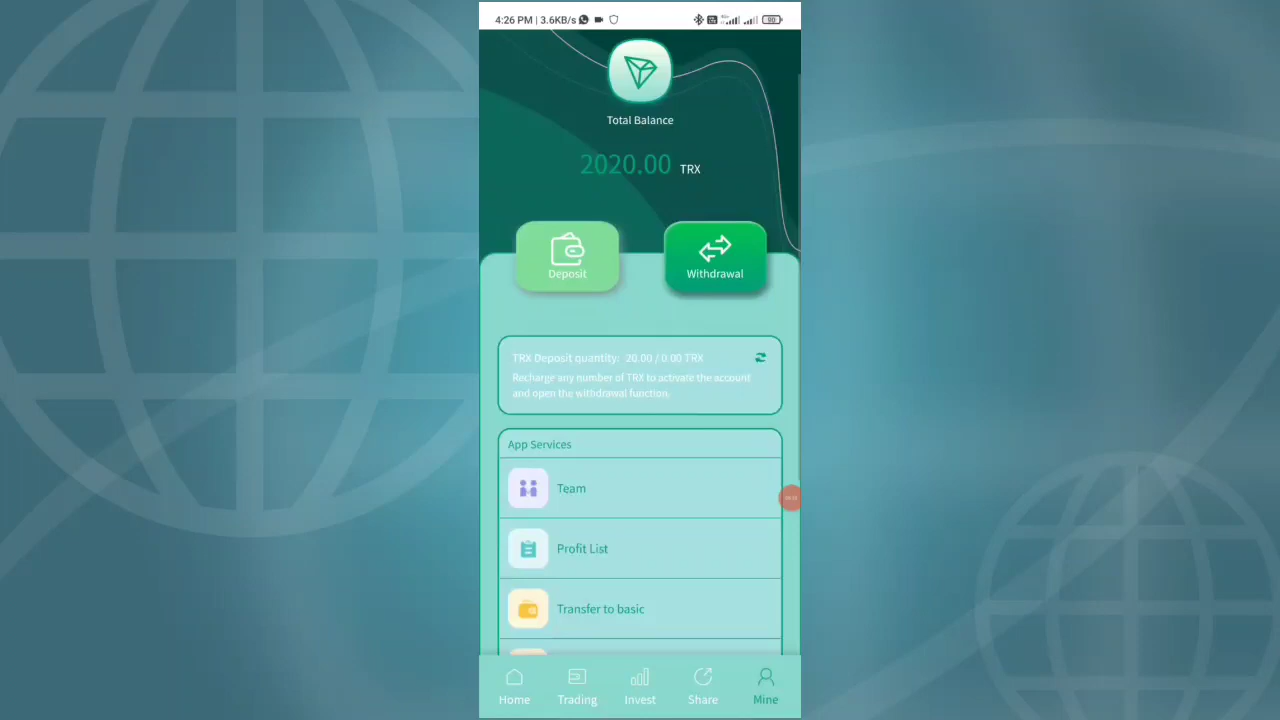 4:26 PM | 3.6KB/s
Total Balance
2020.00 TRX
Deposit
Withdrawal
TRX Deposit quantity: 20.00 / 0.00 TRX
Recharge any number of TRX to activate the account
and open the withdrawal function.
App Services
Team
Profit List
Transfer to basic
Home
Trading
Invest
Share
Mine